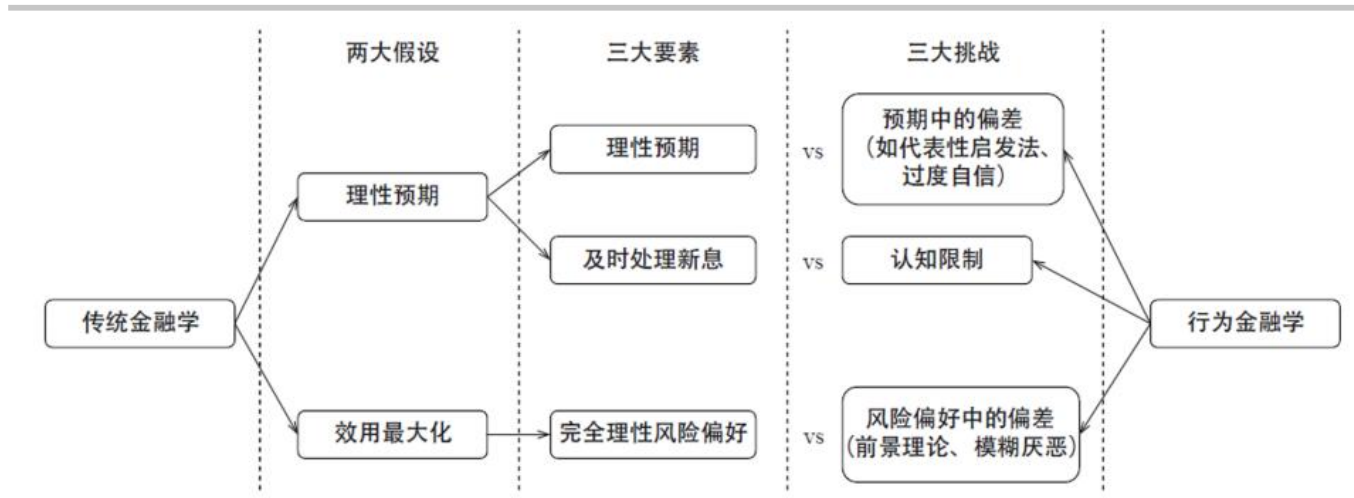 两大假设
三大要素
三大挑战
理性预期
理性预期
vs
预期中的偏差
（如代表性启发法、
过度自信）
及时处理新息
vs
认知限制
传统金融学
行为金融学
效用最大化
完全理性风险偏好
vs
风险偏好中的偏差
(前景理论、模糊厌恶)